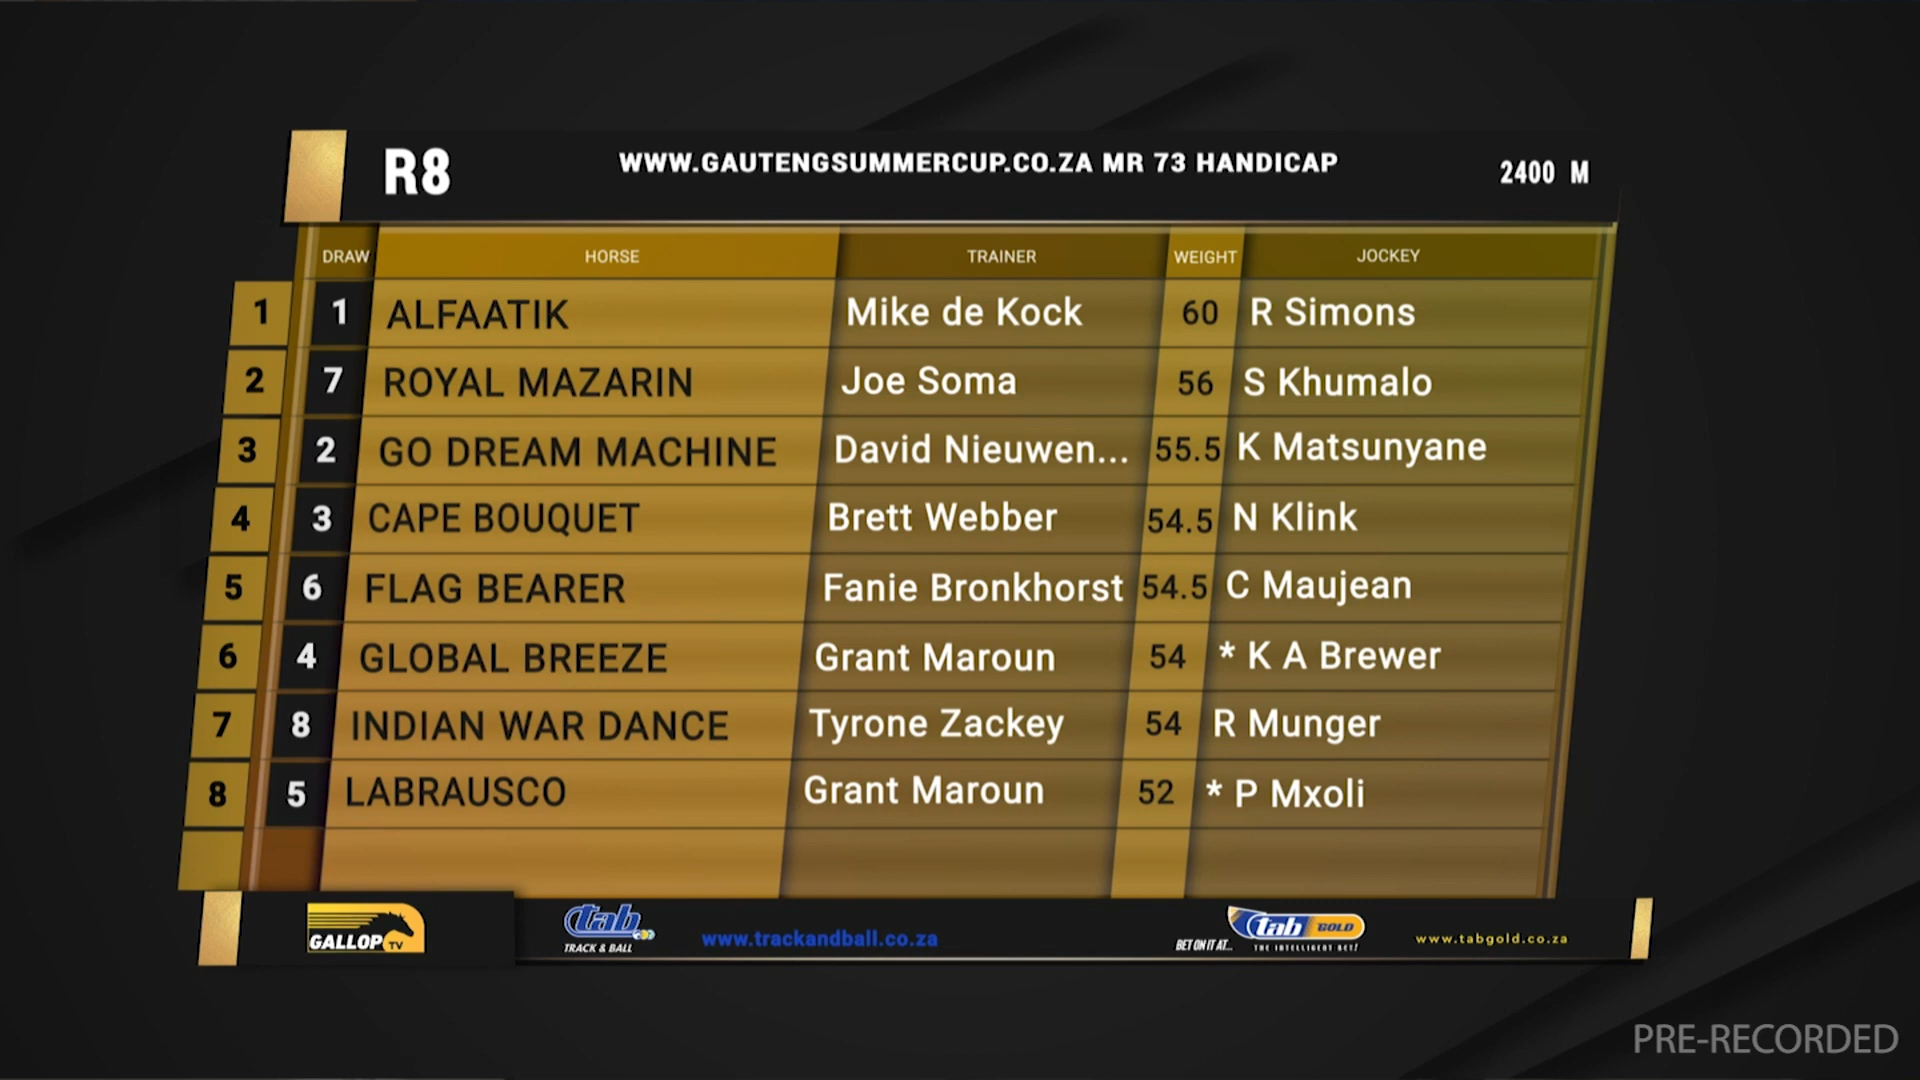 R8 WWW.GAUTENGSUMMERCUP.CO.ZA MR 73 HANDICAP 2400 M
DRAW HORSE TRAINER WEIGHT JOCKEY
1 1 ALFAATIK Mike de Kock 60 R Simons
2 7 ROYAL MAZARIN Joe Soma 56 S Khumalo
3 2 GO DREAM MACHINE David Nieuwen... 55.5 K Matsunyane
4 3 CAPE BOUQUET Brett Webber 54.5 N Klink
5 6 FLAG BEARER Fanie Bronkhorst 54.5 C Maujean
6 4 GLOBAL BREEZE Grant Maroun 54 * K A Brewer
7 8 INDIAN WAR DANCE Tyrone Zackey 54 R Munger
8 5 LABRAUSCO Grant Maroun 52 * P Mxoli
GALLOP TV
tab
TRACK & BALL
www.trackandball.co.za
BET ON IT AT...
tab GOLD
THE INTELLIGENT BET!
www.tabgold.co.za
PRE-RECORDED